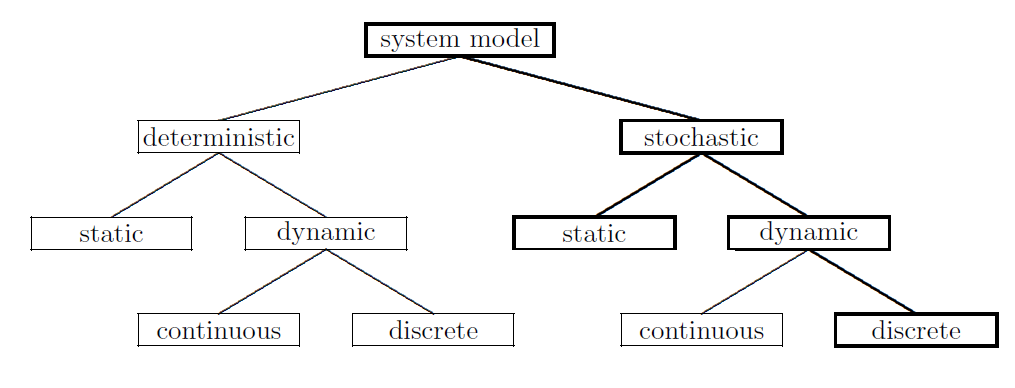 system model
deterministic
stochastic
static
dynamic
static
dynamic
continuous
discrete
continuous
discrete